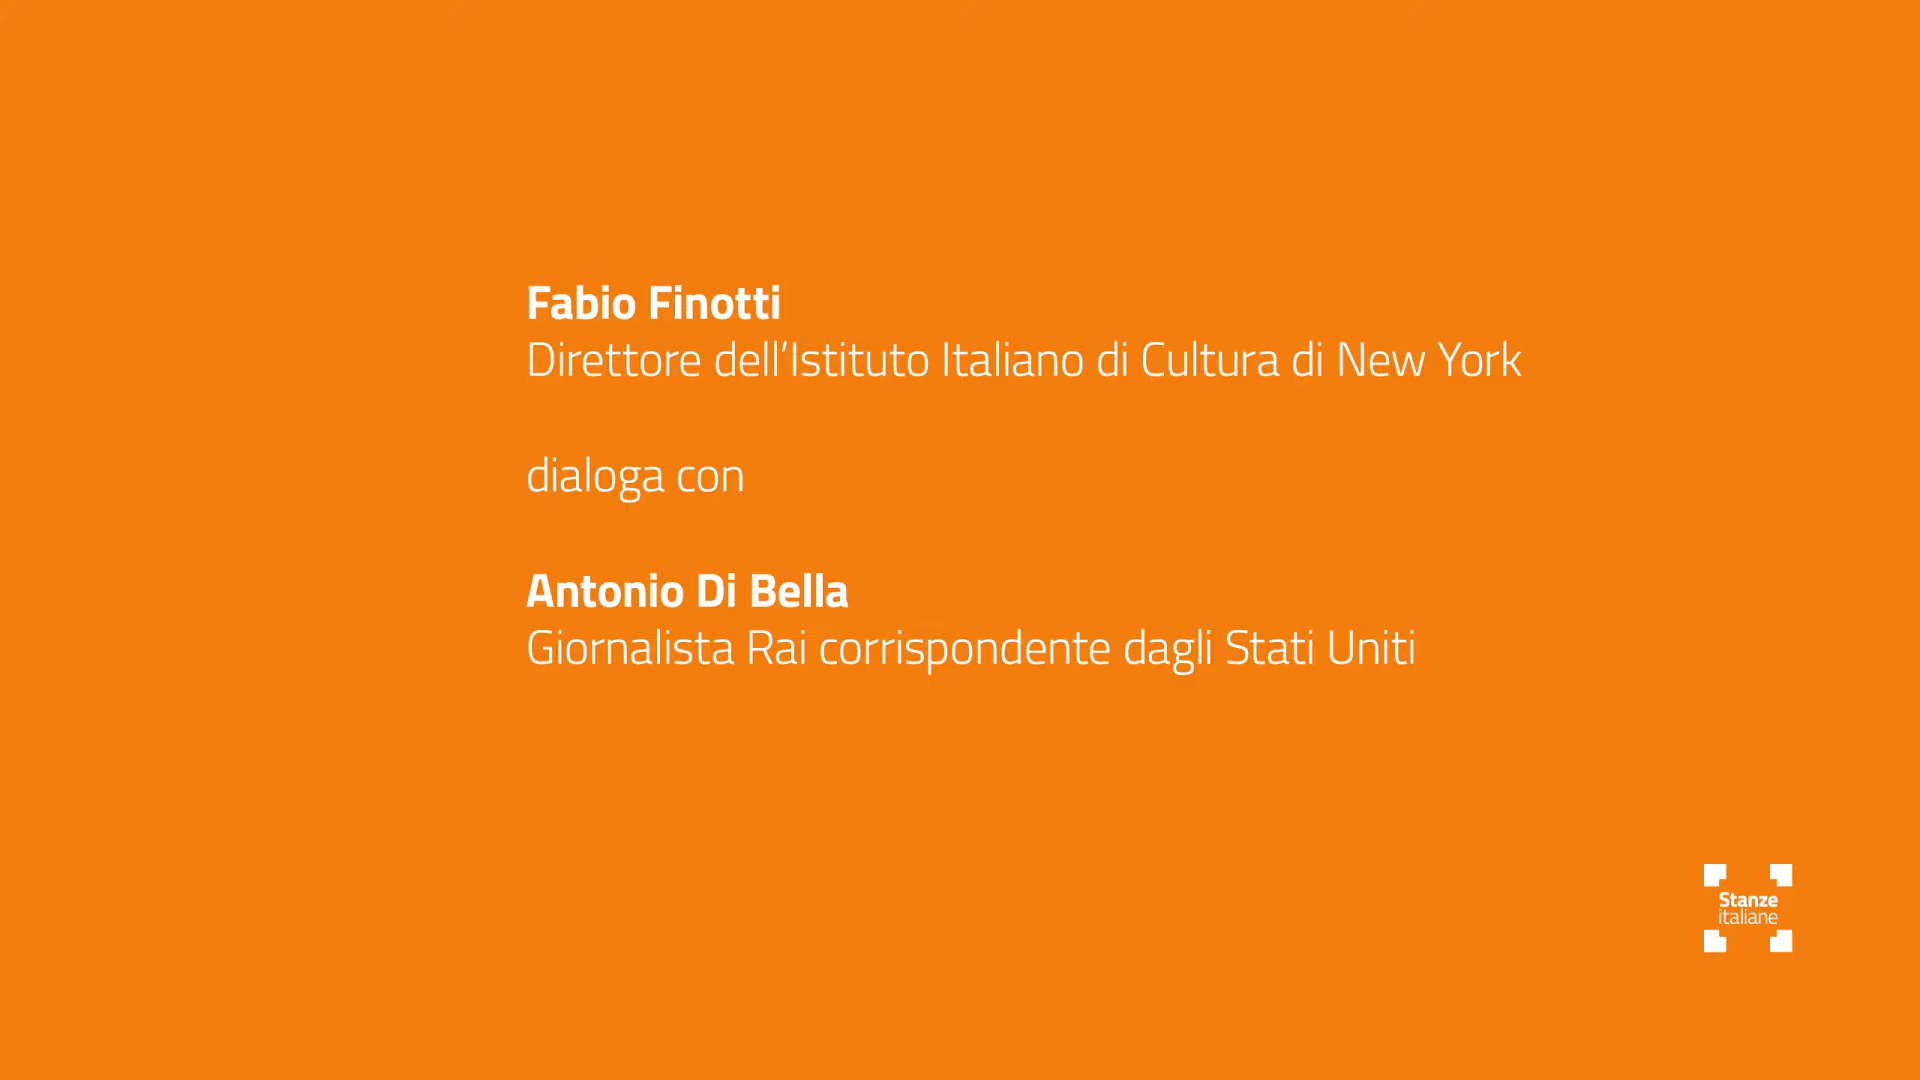 Fabio Finotti
Direttore dell’Istituto Italiano di Cultura di New York
dialoga con
Antonio Di Bella
Giornalista Rai corrispondente dagli Stati Uniti
Stanze
italiane